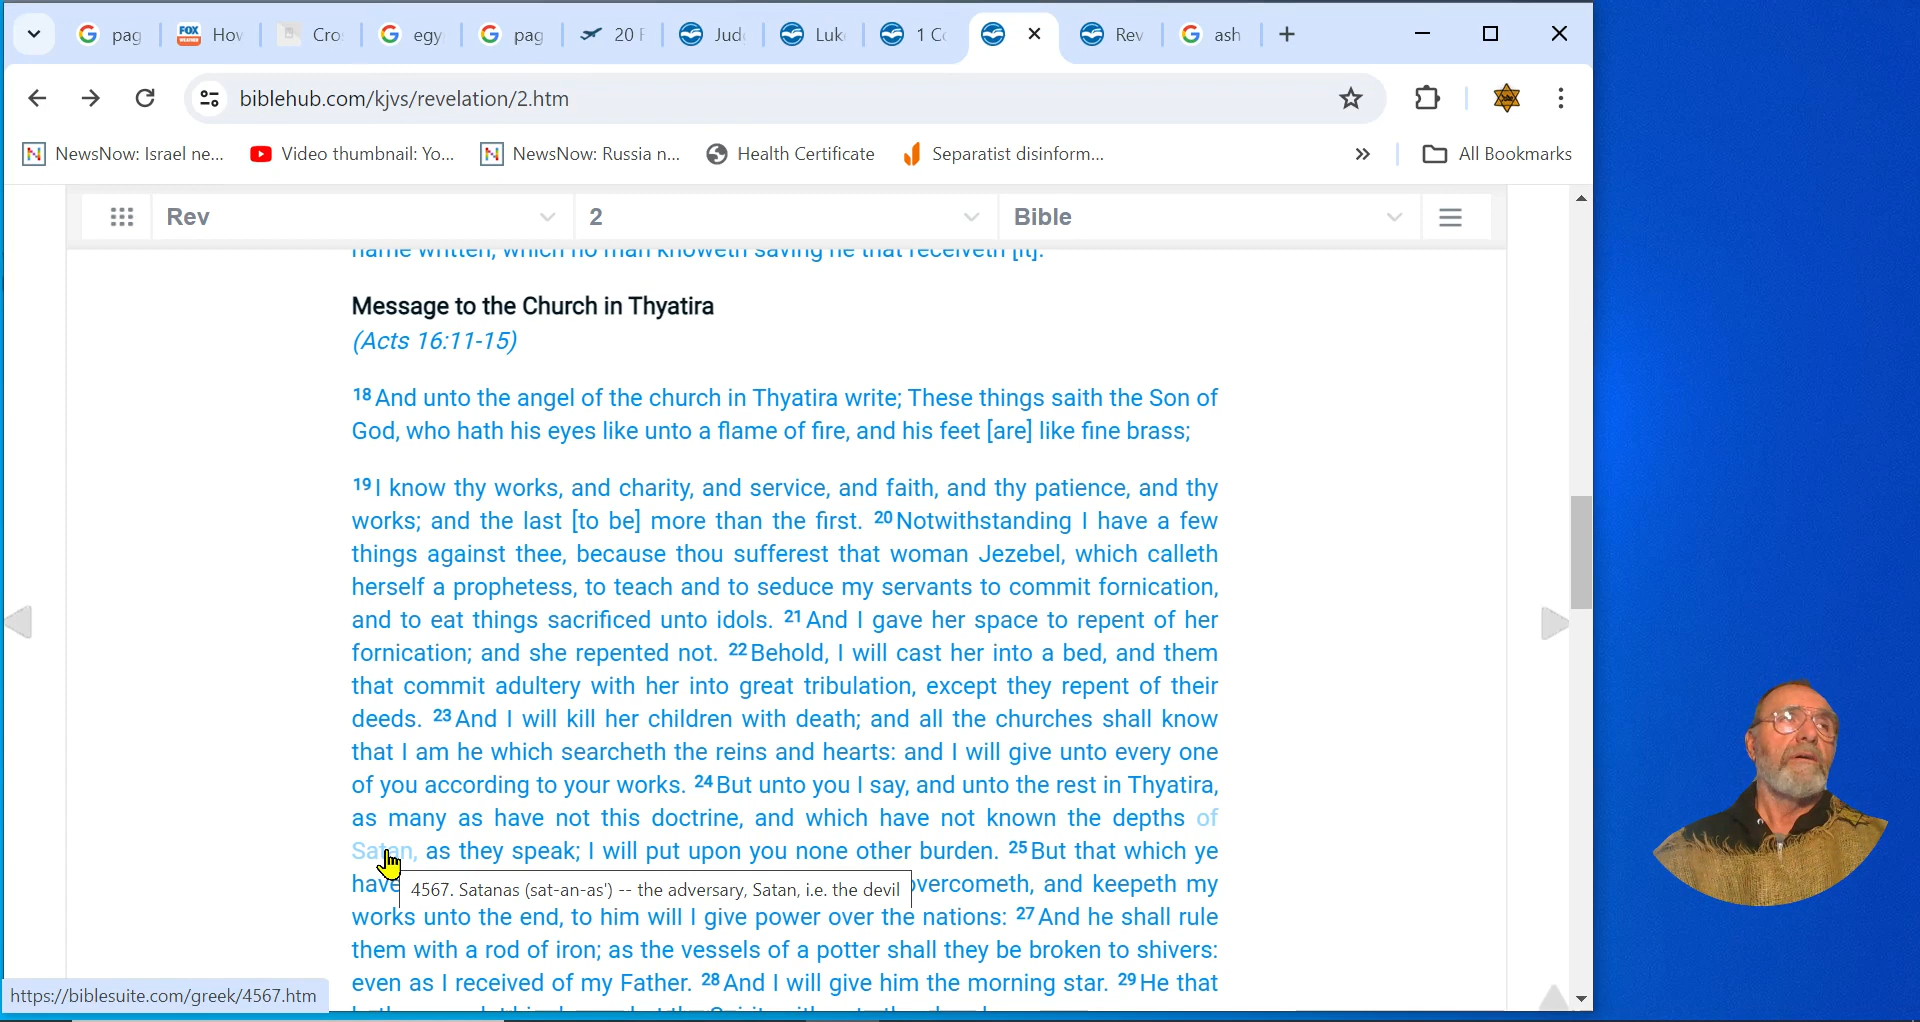 pag
Hov
Cro
egy
pag
20 F
Jud
Luk
1 Co
Rev
ash
biblehub.com/kjvs/revelation/2.htm
NewsNow: Israel ne...
Video thumbnail: Yo...
NewsNow: Russia n...
Health Certificate
Separatist disinform...
All Bookmarks
Rev
2
Bible
name written, which no man knoweth saving he that receiveth [it].
Message to the Church in Thyatira
(Acts 16:11-15)
18 And unto the angel of the church in Thyatira write; These things saith the Son of
God, who hath his eyes like unto a flame of fire, and his feet [are] like fine brass;
19 I know thy works, and charity, and service, and faith, and thy patience, and thy
works; and the last [to be] more than the first. 20 Notwithstanding I have a few
things against thee, because thou sufferest that woman Jezebel, which calleth
herself a prophetess, to teach and to seduce my servants to commit fornication,
and to eat things sacrificed unto idols. 21 And I gave her space to repent of her
fornication; and she repented not. 22 Behold, I will cast her into a bed, and them
that commit adultery with her into great tribulation, except they repent of their
deeds. 23 And I will kill her children with death; and all the churches shall know
that I am he which searcheth the reins and hearts: and I will give unto every one
of you according to your works. 24 But unto you I say, and unto the rest in Thyatira,
as many as have not this doctrine, and which have not known the depths of
Satan, as they speak; I will put upon you none other burden. 25 But that which ye
have overcometh, and keepeth my
4567. Satanas (sat-an-as') -- the adversary, Satan, i.e. the devil
works unto the end, to him will I give power over the nations: 27 And he shall rule
them with a rod of iron; as the vessels of a potter shall they be broken to shivers:
even as I received of my Father. 28 And I will give him the morning star. 29 He that
https://biblesuite.com/greek/4567.htm